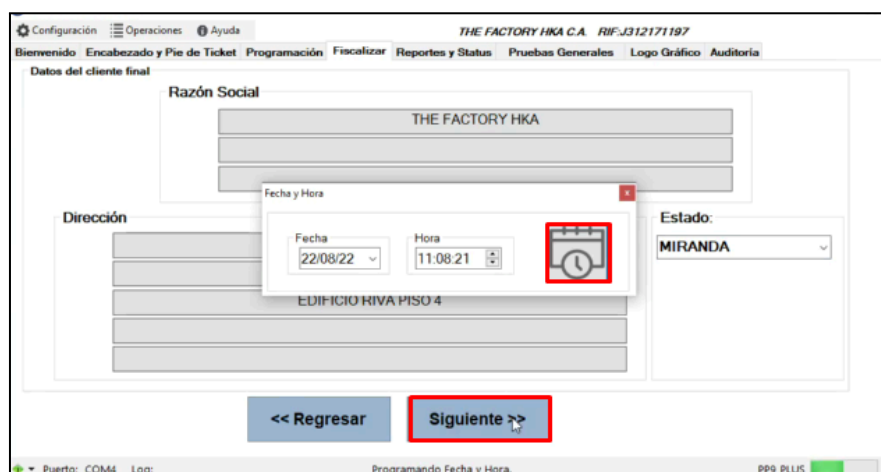 Configuración Operaciones Ayuda THE FACTORY HKA C.A. RIF:J312171197
Bienvenido Encabezado y Pie de Ticket Programación Fiscalizar Reportes y Status Pruebas Generales Logo Gráfico Auditoria
Datos del cliente final
Razón Social
THE FACTORY HKA
Fecha y Hora
x
Dirección
Estado:
Fecha
Hora
22/08/22
11:08:21
MIRANDA
EDIFICIO RIVA PISO 4
<< Regresar
Siguiente >>
Puerto: COM4 Log: Programando Fecha y Hora. PP9 PLUS